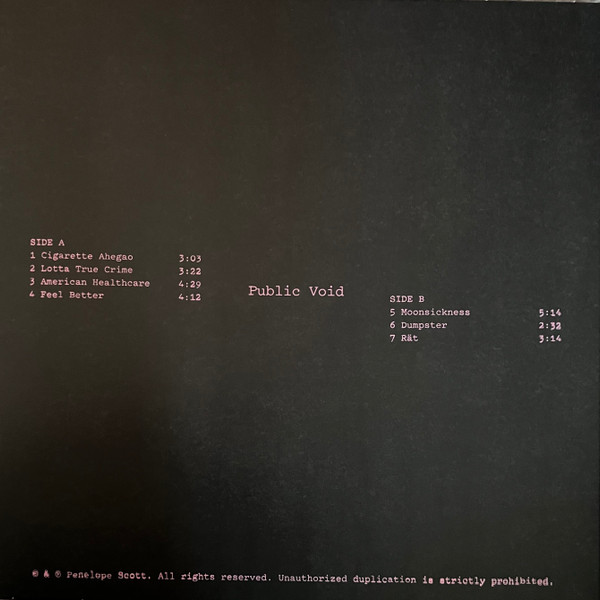 SIDE A
1 Cigarette Ahegao 3:03
2 Lotta True Crime 3:22
3 American Healthcare 4:29
4 Feel Better 4:12
Public Void
SIDE B
5 Moonsickness 5:14
6 Dumpster 2:32
7 Rät 3:14
© & ℗ Penelope Scott. All rights reserved. Unauthorized duplication is strictly prohibited.